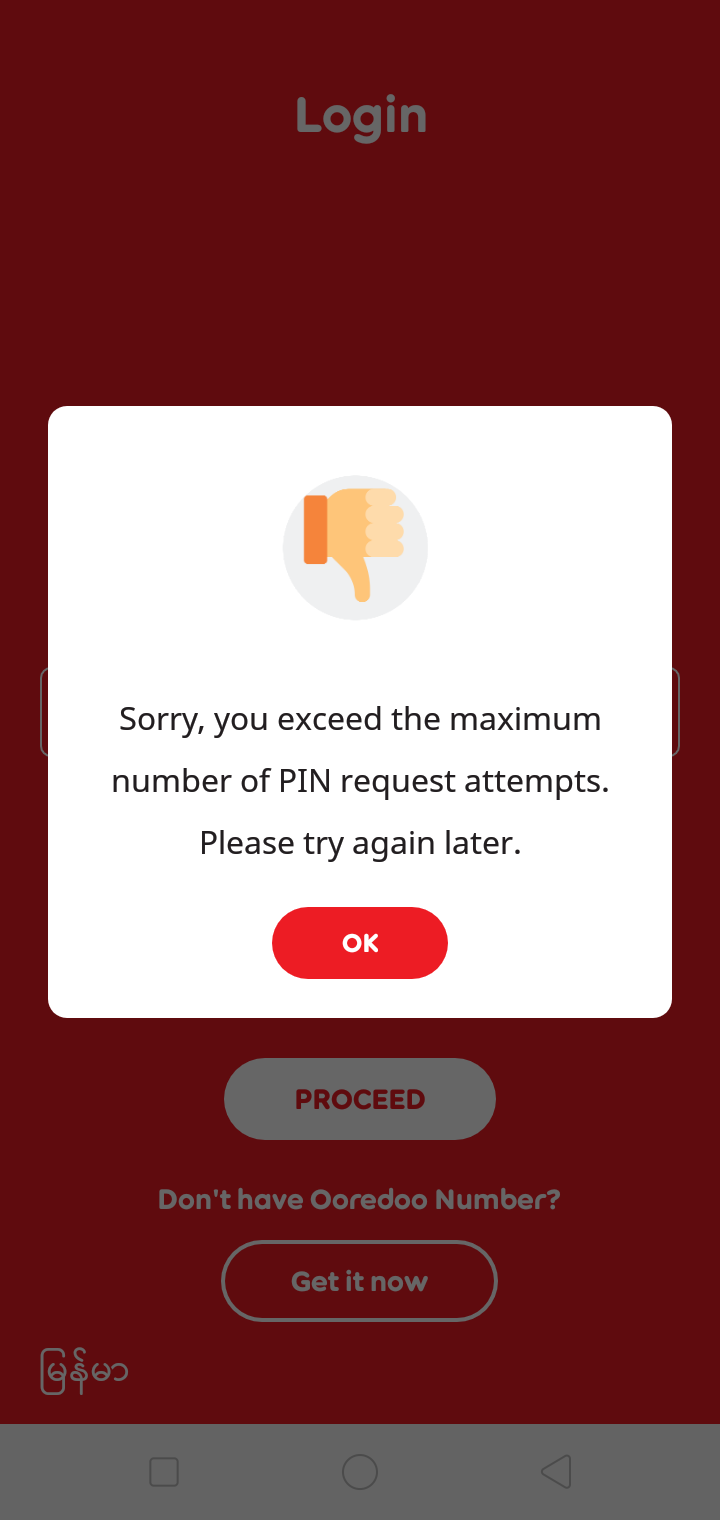 Login
Sorry, you exceed the maximum
number of PIN request attempts.
Please try again later.
OK
PROCEED
Don't have Ooredoo Number?
Get it now
မြန်မာ